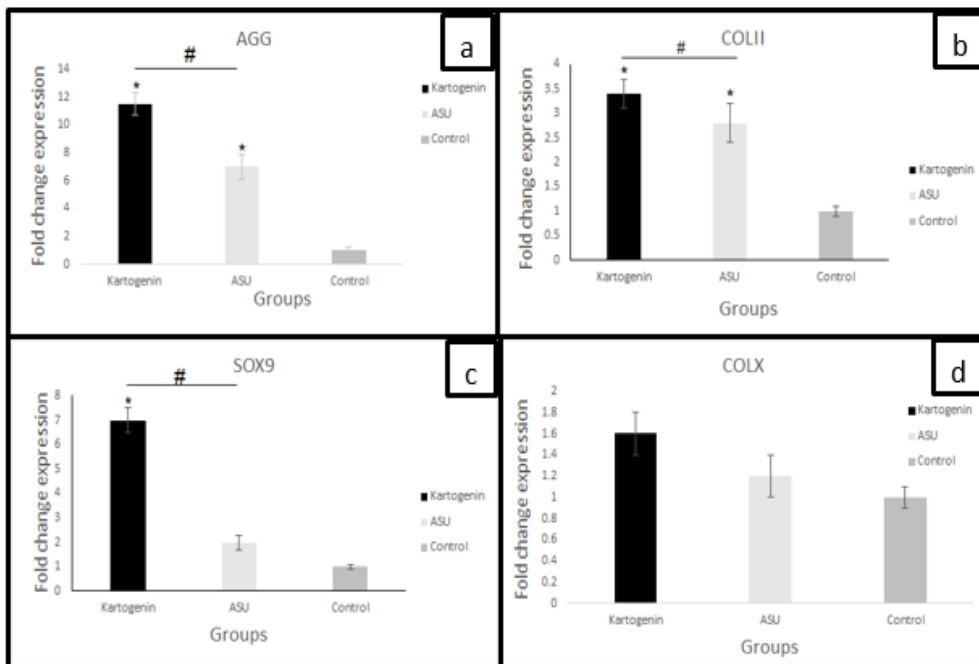 AGG
a
#
14
12
10
8
6
4
2
0
*
*
Kartogenin
ASU
Control
Kartogenin
ASU
Control
Fold change expression
Groups
COLII
b
#
4
3.5
3
2.5
2
1.5
1
0.5
0
*
*
Kartogenin
ASU
Control
Kartogenin
ASU
Control
Fold change expression
Groups
SOX9
c
#
8
7
6
5
4
3
2
1
0
*
Kartogenin
ASU
Control
Kartogenin
ASU
Control
Fold change expression
Groups
COLX
d
2
1.8
1.6
1.4
1.2
1
0.8
0.6
0.4
0.2
0
Kartogenin
ASU
Control
Kartogenin
ASU
Control
Fold change expression
Groups